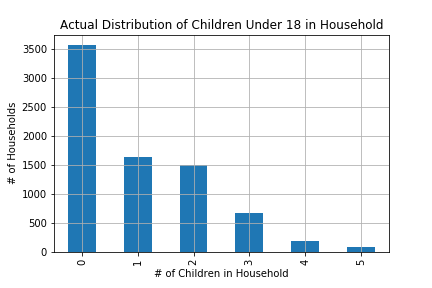 Actual Distribution of Children Under 18 in Household
# of Households
3500
3000
2500
2000
1500
1000
500
0
0 1 2 3 4 5
# of Children in Household